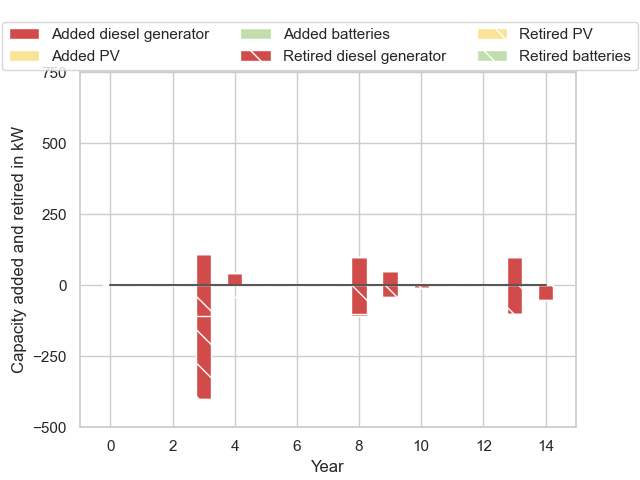 Added diesel generator
Added PV
Added batteries
Retired diesel generator
Retired PV
Retired batteries
Capacity added and retired in kW
750
500
250
0
−250
−500
0 2 4 6 8 10 12 14
Year